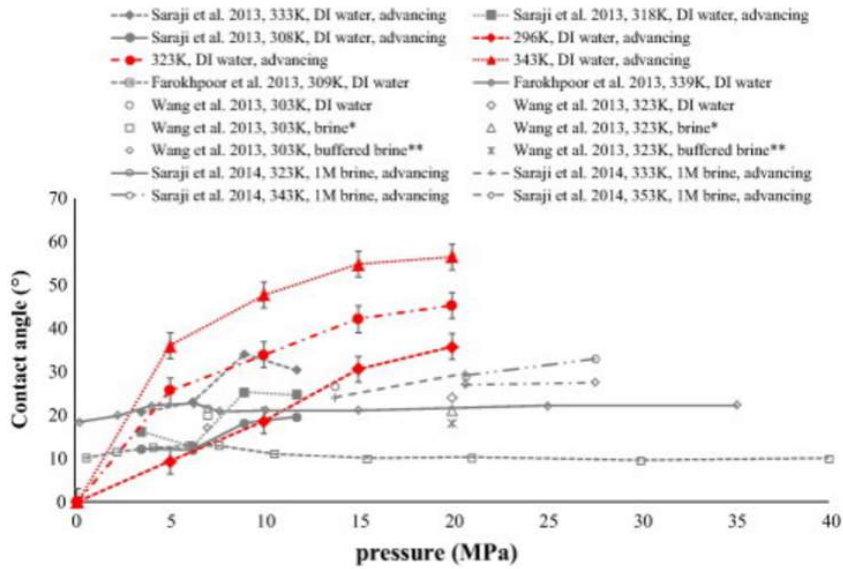 Saraji et al. 2013, 333K, DI water, advancing
Saraji et al. 2013, 318K, DI water, advancing
Saraji et al. 2013, 308K, DI water, advancing
296K, DI water, advancing
323K, DI water, advancing
343K, DI water, advancing
Farokhpoor et al. 2013, 309K, DI water
Farokhpoor et al. 2013, 339K, DI water
Wang et al. 2013, 303K, DI water
Wang et al. 2013, 323K, DI water
Wang et al. 2013, 303K, brine*
Wang et al. 2013, 323K, brine*
Wang et al. 2013, 303K, buffered brine**
Wang et al. 2013, 323K, buffered brine**
Saraji et al. 2014, 323K, 1M brine, advancing
Saraji et al. 2014, 333K, 1M brine, advancing
Saraji et al. 2014, 343K, 1M brine, advancing
Saraji et al. 2014, 353K, 1M brine, advancing
70
60
50
40
30
20
10
0
Contact angle (°)
0 5 10 15 20 25 30 35 40
pressure (MPa)